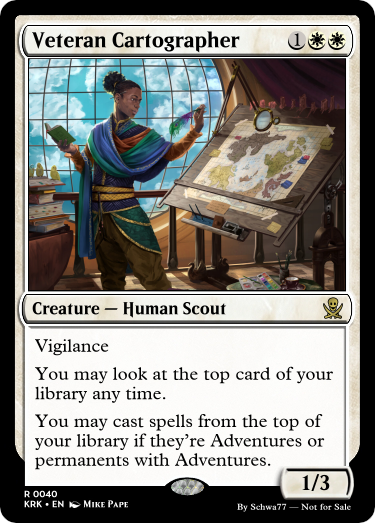 Veteran Cartographer 1
Creature — Human Scout
Vigilance
You may look at the top card of your
library any time.
You may cast spells from the top of
your library if they're Adventures or
permanents with Adventures.
1/3
R 0040
KRK • EN Mike Pape
By Schwa77 — Not for Sale